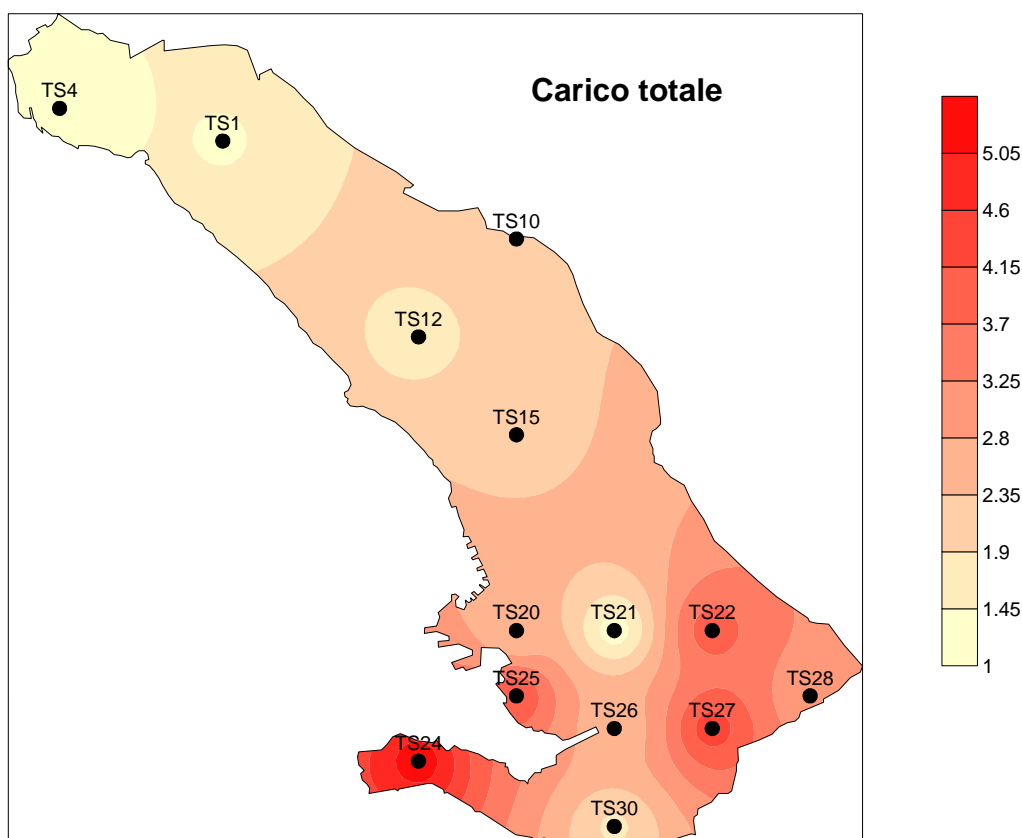 Carico totale
TS4
TS1
TS10
TS12
TS15
TS20
TS21
TS22
TS25
TS28
TS26
TS27
TS24
TS30
5.05
4.6
4.15
3.7
3.25
2.8
2.35
1.9
1.45
1